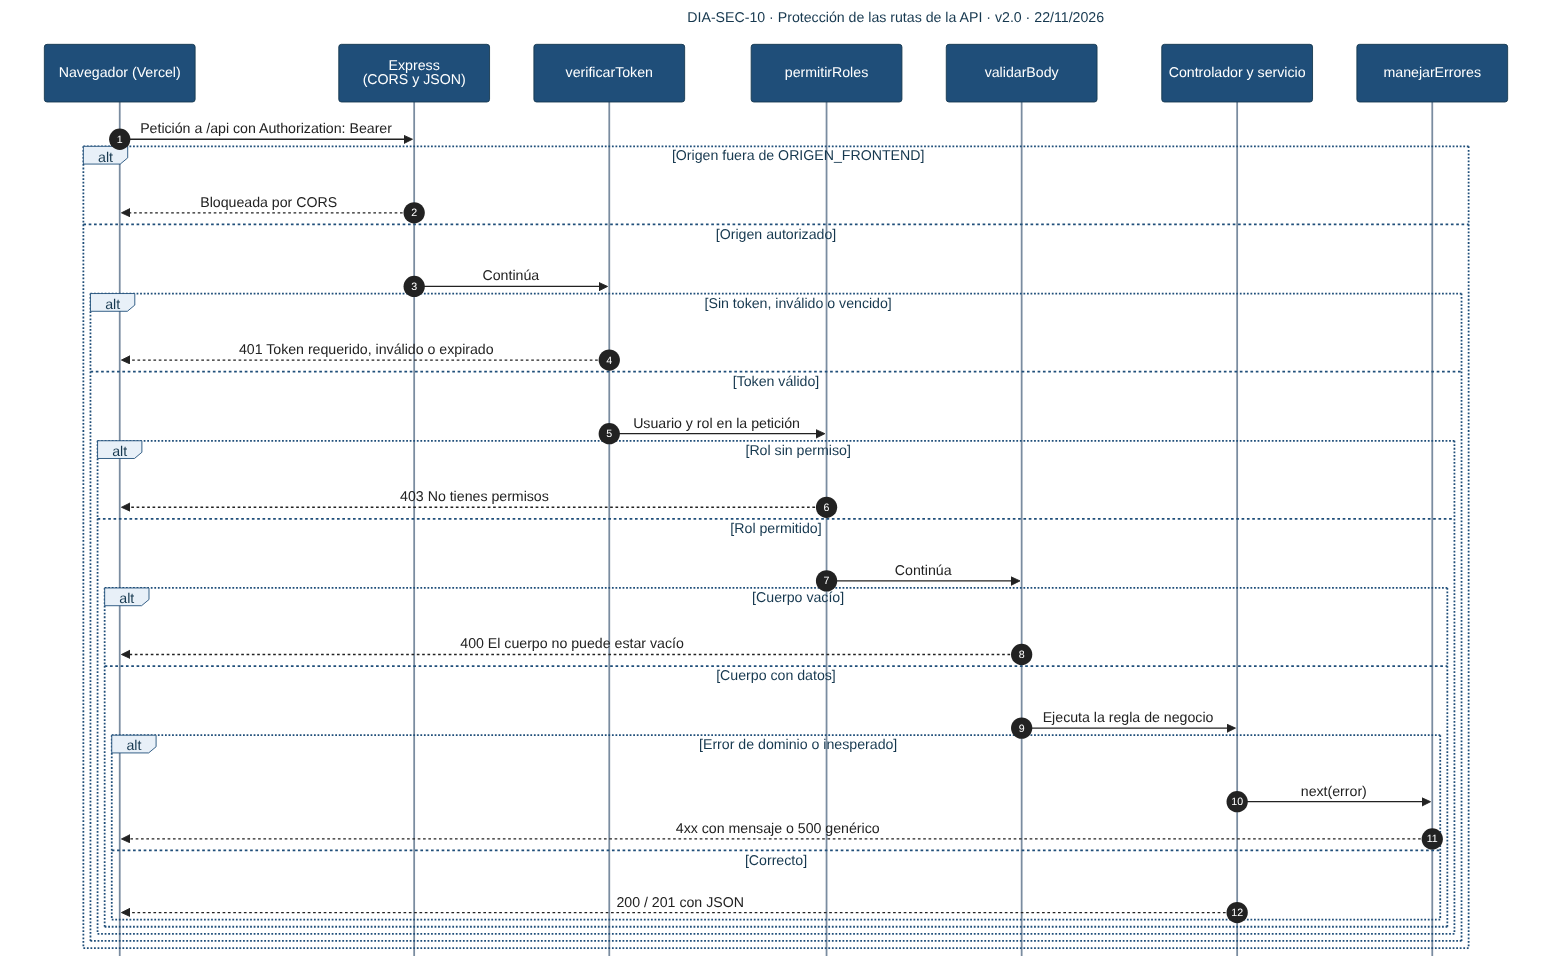 DIA-SEC-10 · Protección de las rutas de la API · v2.0 · 22/11/2026
Navegador (Vercel)
Express
(CORS y JSON)
verificarToken
permitirRoles
validarBody
Controlador y servicio
manejarErrores
1
Petición a /api con Authorization: Bearer
alt
[Origen fuera de ORIGEN_FRONTEND]
Bloqueada por CORS
2
[Origen autorizado]
3
Continúa
alt
[Sin token, inválido o vencido]
401 Token requerido, inválido o expirado
4
[Token válido]
5
Usuario y rol en la petición
alt
[Rol sin permiso]
403 No tienes permisos
6
[Rol permitido]
7
Continúa
alt
[Cuerpo vacío]
400 El cuerpo no puede estar vacío
8
[Cuerpo con datos]
9
Ejecuta la regla de negocio
alt
[Error de dominio o inesperado]
10
next(error)
4xx con mensaje o 500 genérico
11
[Correcto]
200 / 201 con JSON
12